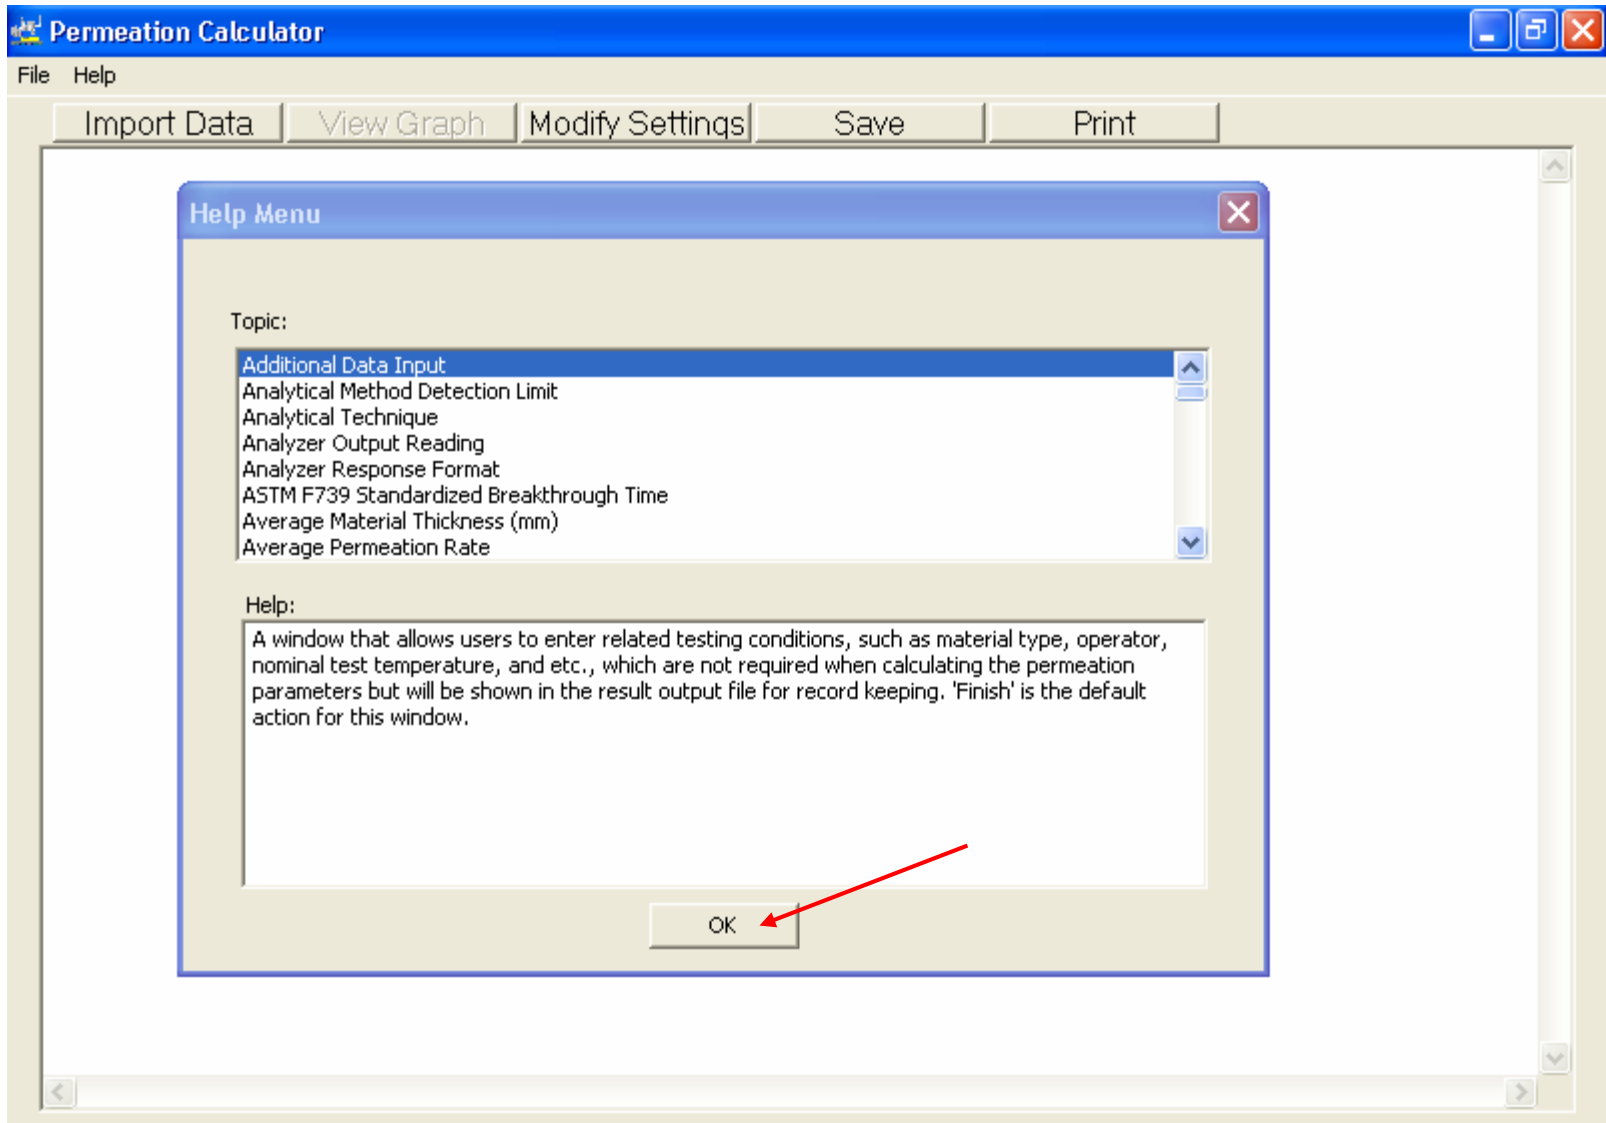 Permeation Calculator
File Help
Import Data View Graph Modify Settings Save Print
Help Menu
Topic:
Additional Data Input
Analytical Method Detection Limit
Analytical Technique
Analyzer Output Reading
Analyzer Response Format
ASTM F739 Standardized Breakthrough Time
Average Material Thickness (mm)
Average Permeation Rate
Help:
A window that allows users to enter related testing conditions, such as material type, operator,
nominal test temperature, and etc., which are not required when calculating the permeation
parameters but will be shown in the result output file for record keeping. 'Finish' is the default
action for this window.
OK